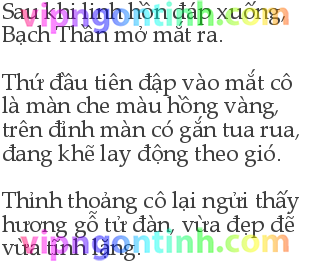 Sau khi linh hồn đáp xuống,
Bạch Thần mở mắt ra.
Thứ đầu tiên đập vào mắt cô
là màn che màu hồng vàng,
trên đỉnh màn có gắn tua rua,
đang khẽ lay động theo gió.
Thỉnh thoảng cô lại ngửi thấy
hương gỗ tử đàn, vừa đẹp đẽ
vừa tĩnh lặng.
vipngontinh.com
vipngontinh.com